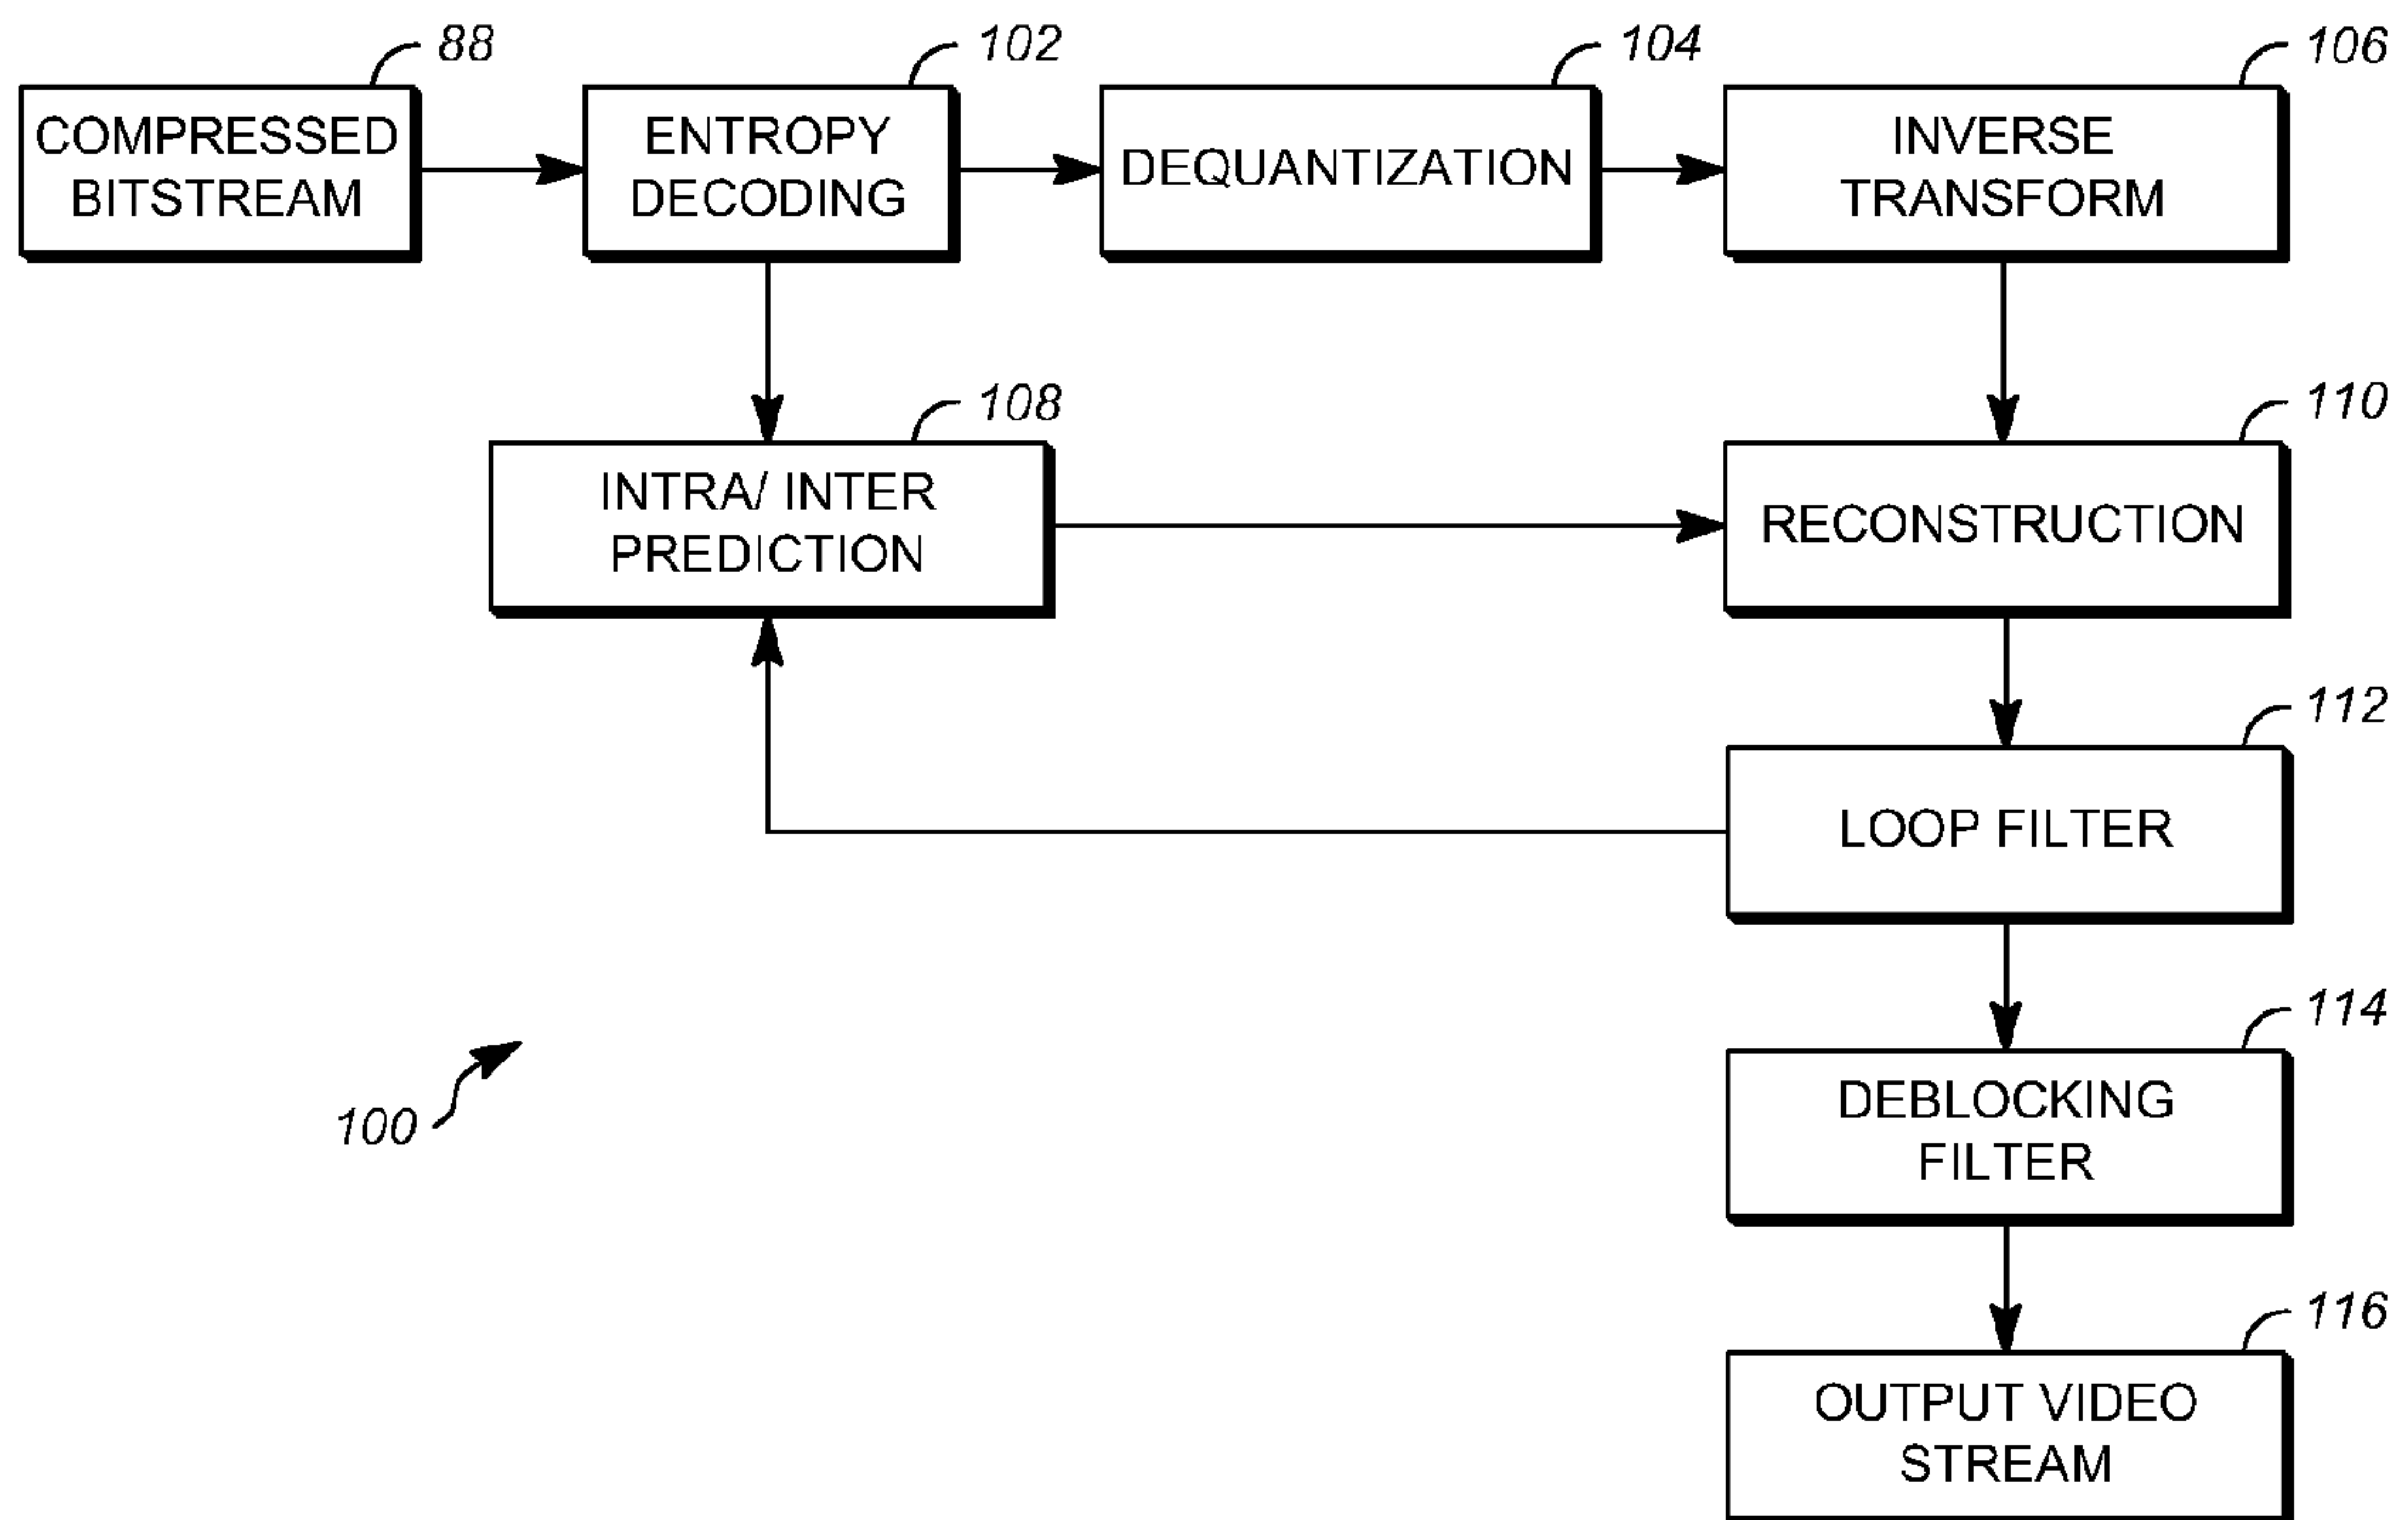 88
102
104
106
COMPRESSED
BITSTREAM
ENTROPY
DECODING
DEQUANTIZATION
INVERSE
TRANSFORM
108
110
INTRA/ INTER
PREDICTION
RECONSTRUCTION
112
LOOP FILTER
114
100
DEBLOCKING
FILTER
116
OUTPUT VIDEO
STREAM